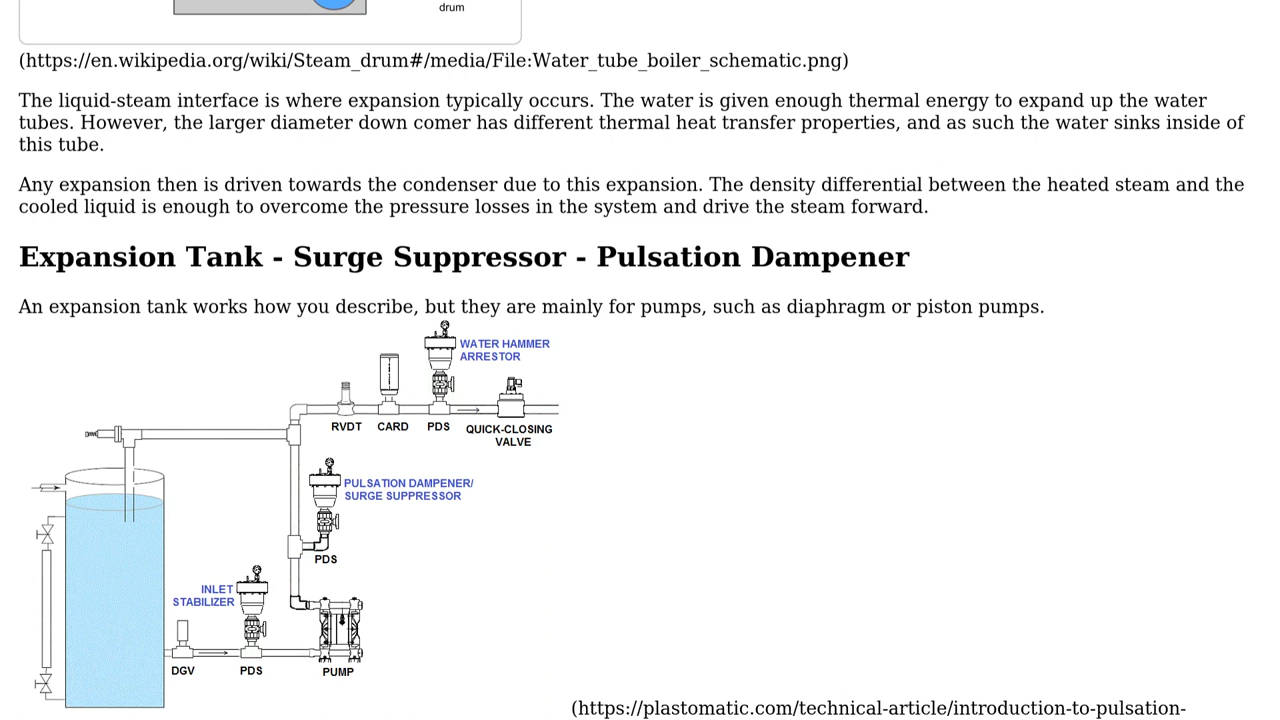 drum
(https://en.wikipedia.org/wiki/Steam_drum#/media/File:Water_tube_boiler_schematic.png)
The liquid-steam interface is where expansion typically occurs. The water is given enough thermal energy to expand up the water
tubes. However, the larger diameter down comer has different thermal heat transfer properties, and as such the water sinks inside of
this tube.
Any expansion then is driven towards the condenser due to this expansion. The density differential between the heated steam and the
cooled liquid is enough to overcome the pressure losses in the system and drive the steam forward.
Expansion Tank - Surge Suppressor - Pulsation Dampener
An expansion tank works how you describe, but they are mainly for pumps, such as diaphragm or piston pumps.
WATER HAMMER
ARRESTOR
RVDT CARD PDS QUICK-CLOSING
VALVE
PULSATION DAMPENER/
SURGE SUPPRESSOR
PDS
INLET
STABILIZER
DGV PDS PUMP
(https://plastomatic.com/technical-article/introduction-to-pulsation-